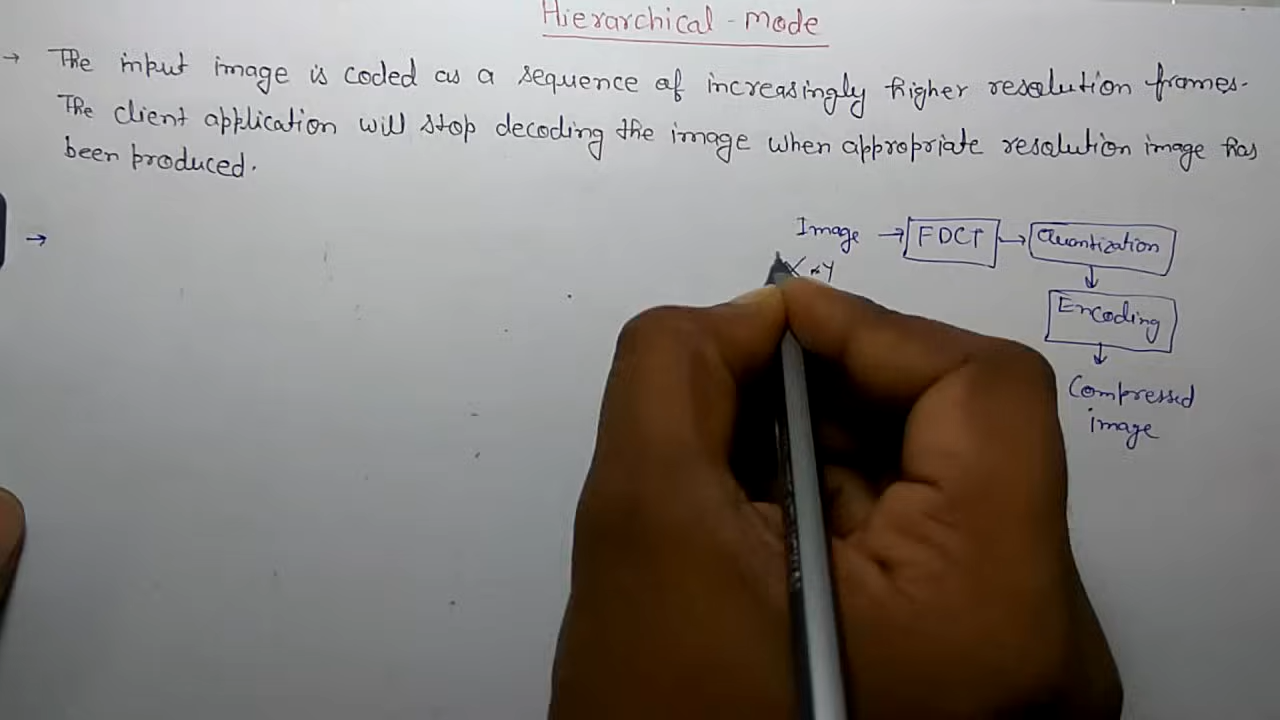 Hierarchical - mode
→ The input image is coded as a sequence of increasingly higher resolution frames.
The client application will stop decoding the image when appropriate resolution image has
been produced.
→
Image → FDCT → Quantization
X * Y
Encoding
Compressed
image